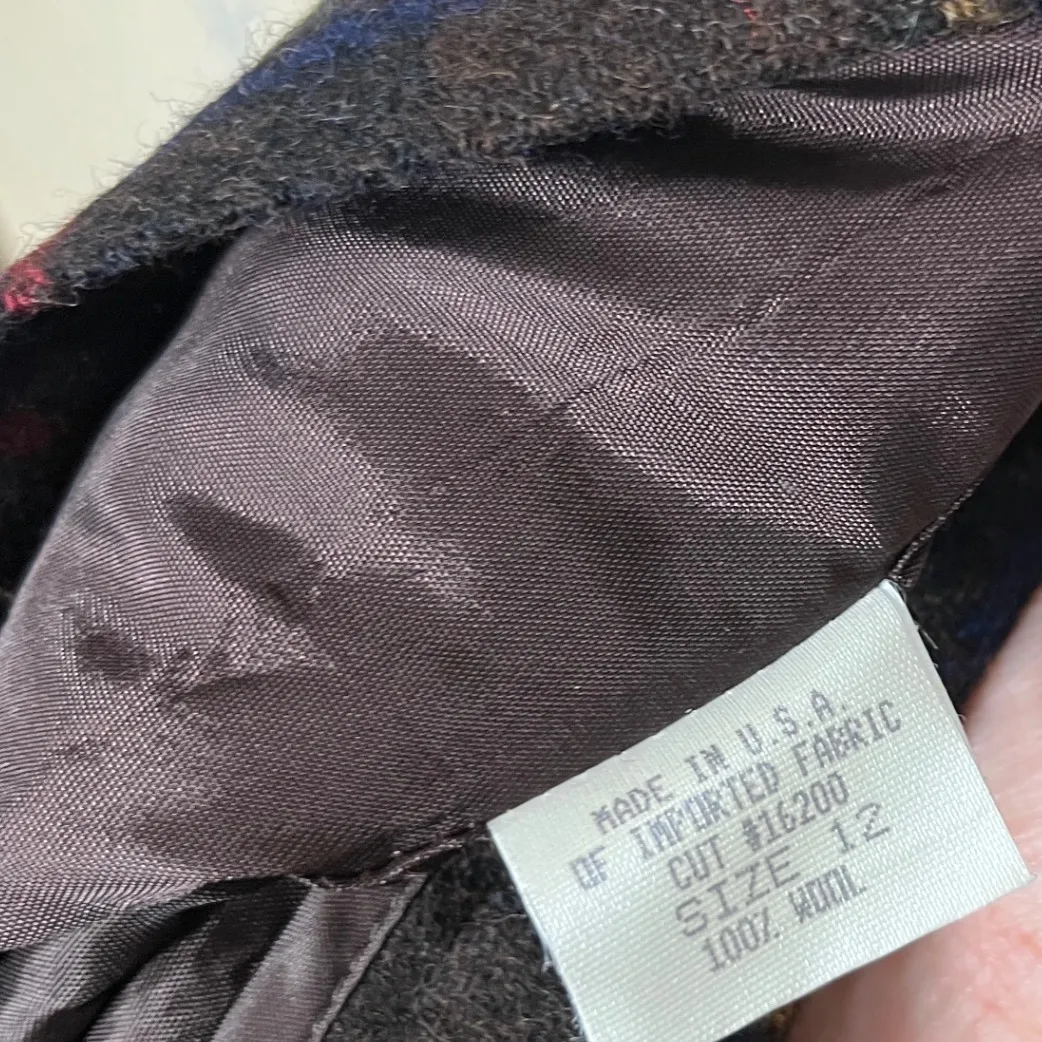 MADE IN U.S.A.
OF IMPORTED FABRIC
CUT #16200
SIZE 12
100% WOOL